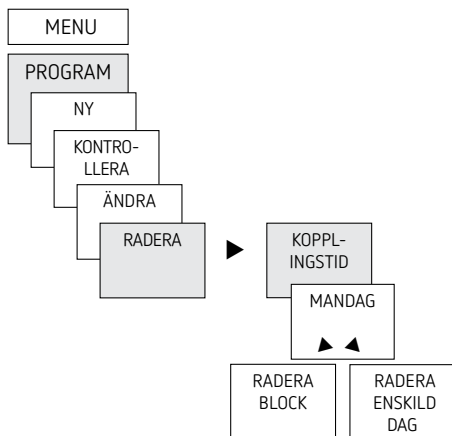 MENU
PROGRAM
NY
KONTRO-
LLERA
ÄNDRA
RADERA
KOPPL-
INGSTID
MANDAG
RADERA
BLOCK
RADERA
ENSKILD
DAG